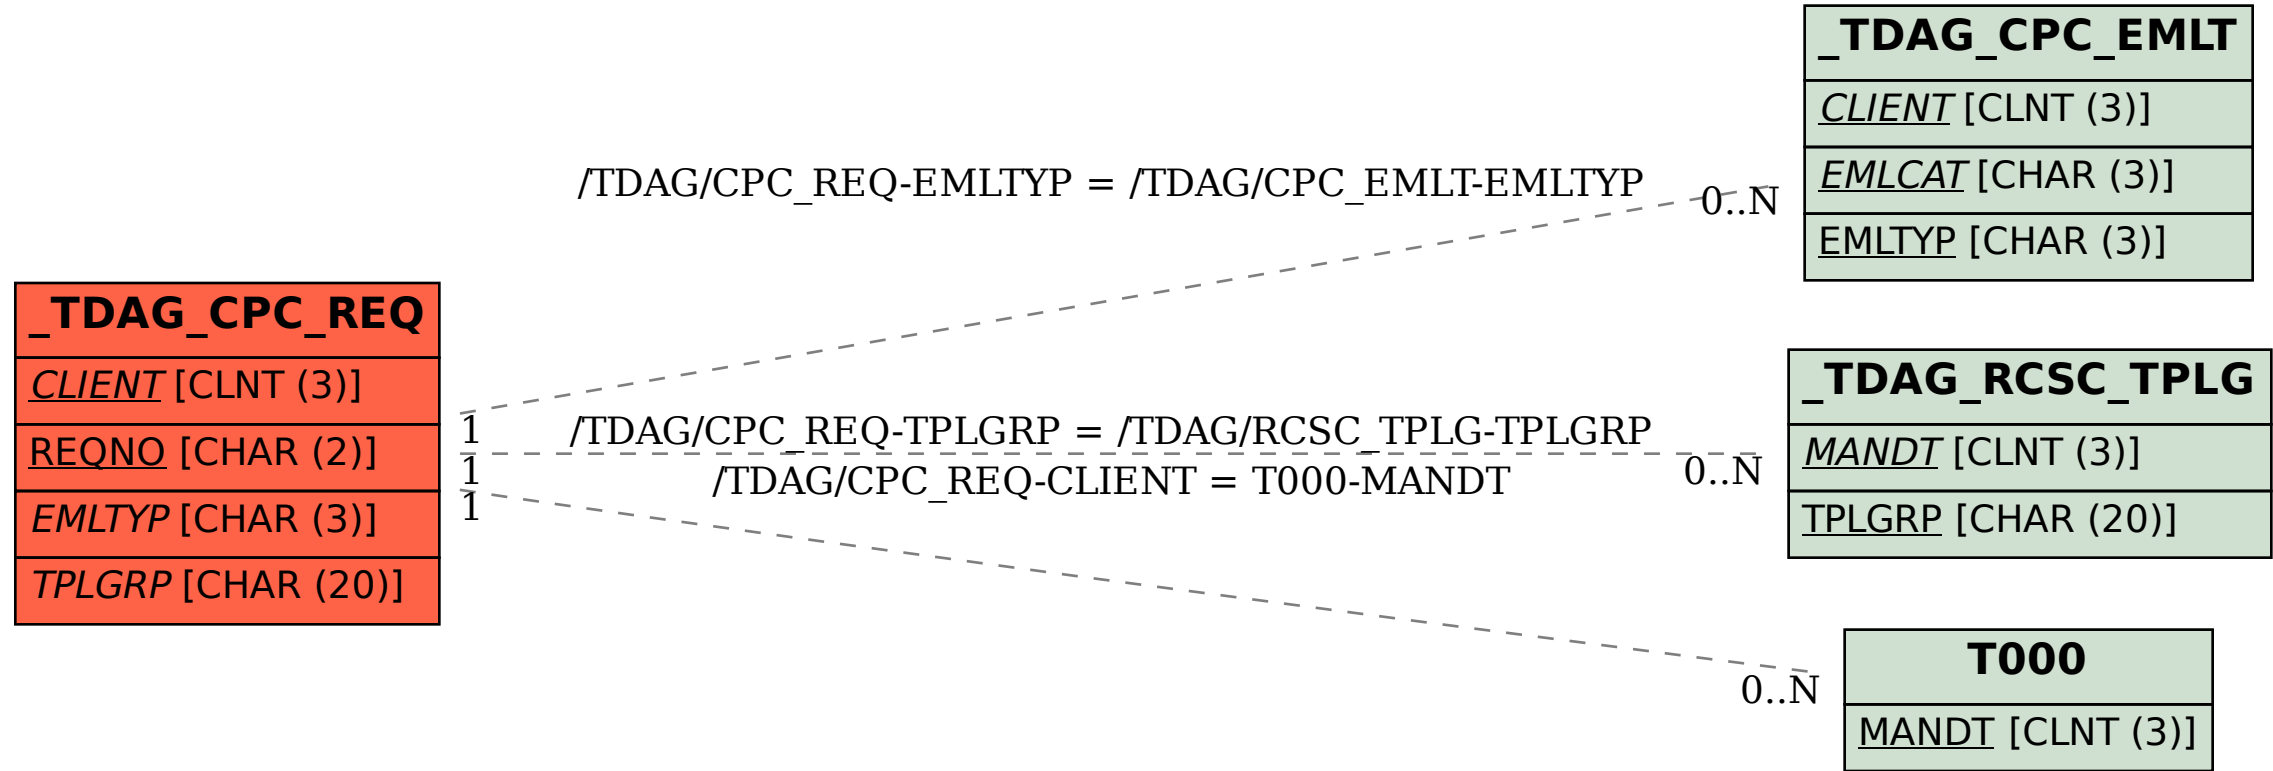 _TDAG_CPC_EMLT
CLIENT [CLNT (3)]
EMLCAT [CHAR (3)]
EMLTYP [CHAR (3)]
/TDAG/CPC_REQ-EMLTYP = /TDAG/CPC_EMLT-EMLTYP
0..N
_TDAG_CPC_REQ
CLIENT [CLNT (3)]
REQNO [CHAR (2)]
EMLTYP [CHAR (3)]
TPLGRP [CHAR (20)]
1
/TDAG/CPC_REQ-TPLGRP = /TDAG/RCSC_TPLG-TPLGRP
1
0..N
/TDAG/CPC_REQ-CLIENT = T000-MANDT
1
_TDAG_RCSC_TPLG
MANDT [CLNT (3)]
TPLGRP [CHAR (20)]
0..N
T000
MANDT [CLNT (3)]